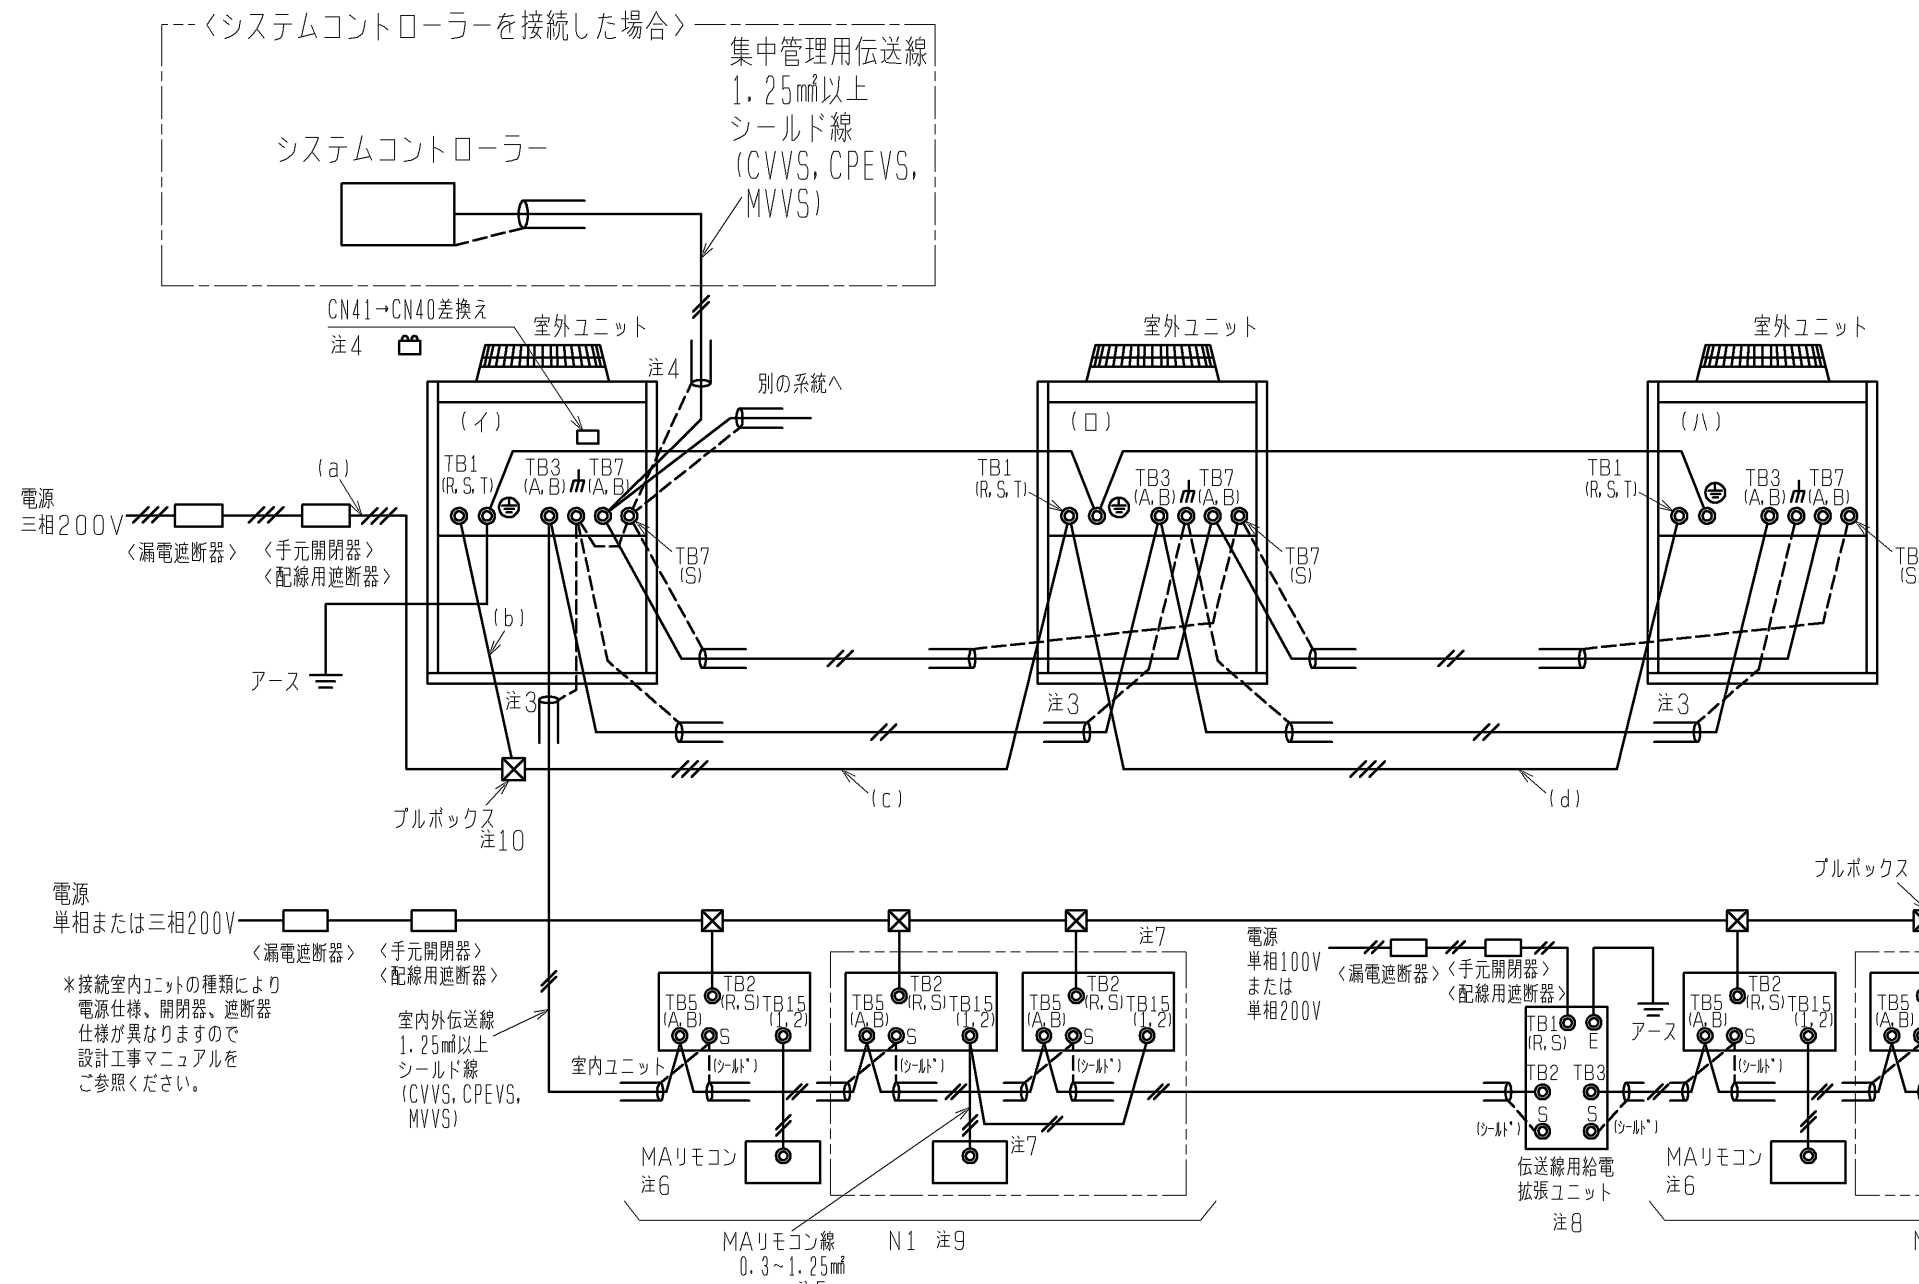 〈システムコントローラーを接続した場合〉
集中管理用伝送線
1.25㎟以上
シールド線
(CVVS, CPEVS,
MVVS)
システムコントローラー
CN41→CN40差換え
注4
室外ユニット
注4
別の系統へ
室外ユニット
室外ユニット
(イ)
(ロ)
(ハ)
TB1
(R, S, T)
TB3
(A, B)
TB7
(A, B)
TB1
(R, S, T)
TB3
(A, B)
TB7
(A, B)
TB1
(R, S, T)
TB3
(A, B)
TB7
(A, B)
(a)
電源
三相200V
〈漏電遮断器〉
〈手元開閉器〉
〈配線用遮断器〉
TB7
(S)
TB7
(S)
TB
(S
(b)
アース
注3
注3
注3
(c)
(d)
プルボックス
注10
プルボックス
電源
単相または三相200V
〈漏電遮断器〉
〈手元開閉器〉
〈配線用遮断器〉
＊接続室内ユニットの種類により
電源仕様、開閉器、遮断器
仕様が異なりますので
設計工事マニュアルを
ご参照ください。
室内外伝送線
1.25㎟以上
シールド線
(CVVS, CPEVS,
MVVS)
室内ユニット
TB2
(R, S)
TB5
(A, B)
TB15
(1, 2)
S
(シールド)
TB2
(R, S)
TB5
(A, B)
TB15
(1, 2)
S
(シールド)
TB2
(R, S)
TB5
(A, B)
TB15
(1, 2)
S
(シールド)
注7
注7
MAリモコン
注6
MAリモコン線
0.3~1.25㎟
N1 注9
電源
単相100V
または
単相200V
〈漏電遮断器〉
〈手元開閉器〉
〈配線用遮断器〉
アース
TB1
(R, S)
E
TB2
TB3
S
S
(シールド)
(シールド)
伝送線用給電
拡張ユニット
注8
TB2
(R, S)
TB5
(A, B)
TB15
(1, 2)
S
(シールド)
MAリモコン
注6
TB5
(A, B)